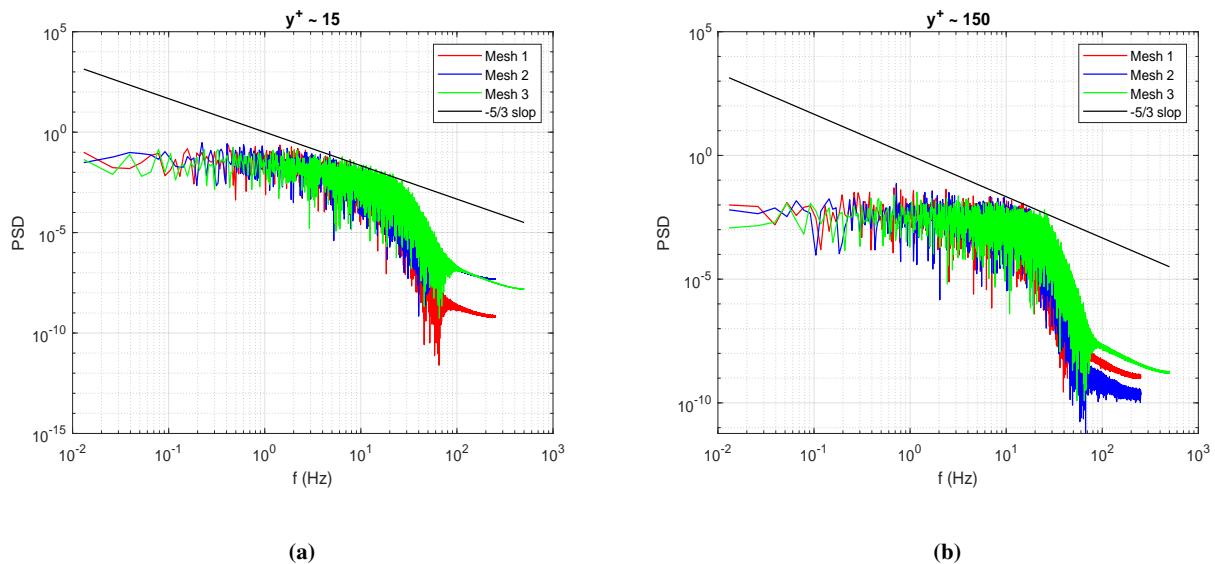 y+ ~ 15
10^5
10^0
10^-5
10^-10
10^-15
PSD
10^-2
10^-1
10^0
10^1
10^2
10^3
f (Hz)
Mesh 1
Mesh 2
Mesh 3
-5/3 slop
(a)
y+ ~ 150
10^5
10^0
10^-5
10^-10
PSD
10^-2
10^-1
10^0
10^1
10^2
10^3
f (Hz)
Mesh 1
Mesh 2
Mesh 3
-5/3 slop
(b)